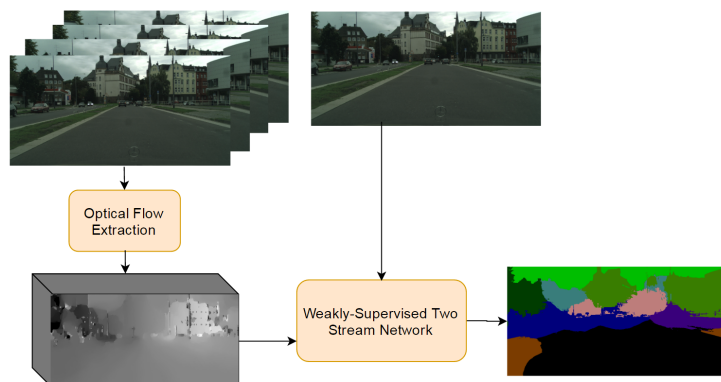 Optical Flow
Extraction
Weakly-Supervised Two
Stream Network